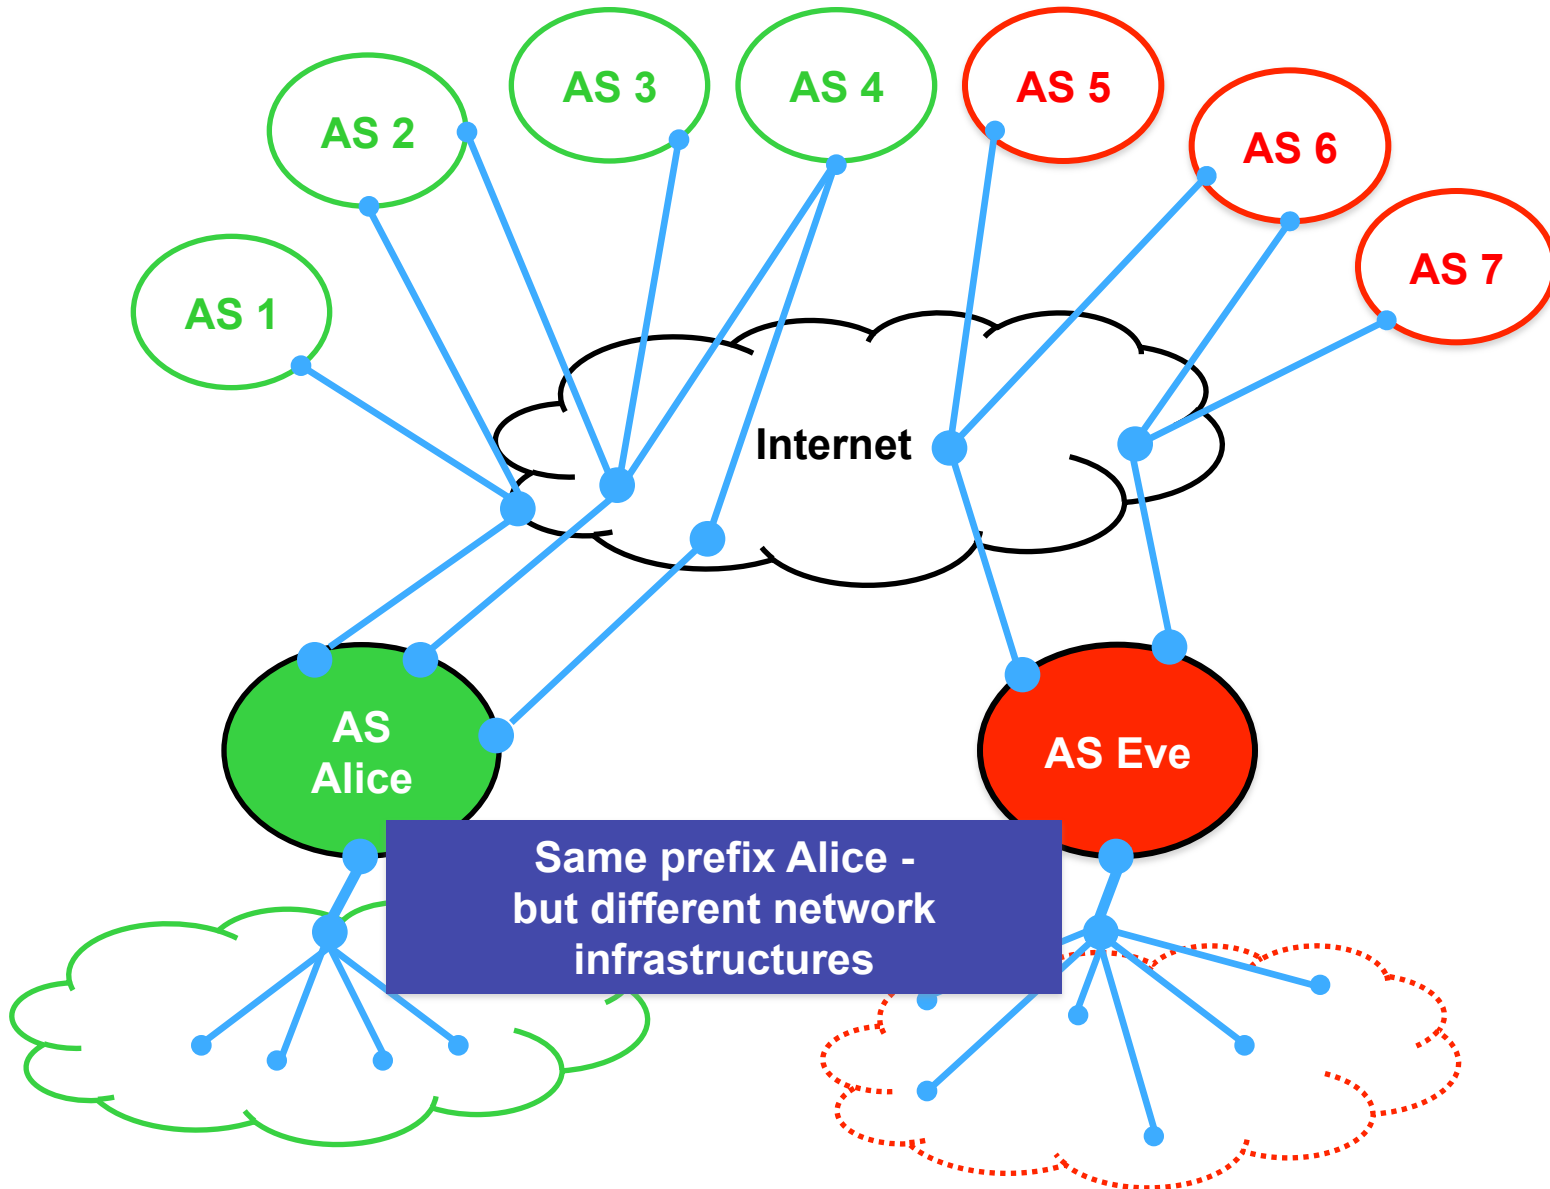 AS 3
AS 4
AS 5
AS 2
AS 6
AS 7
AS 1
Internet
AS
Alice
AS Eve
Same prefix Alice -
but different network
infrastructures